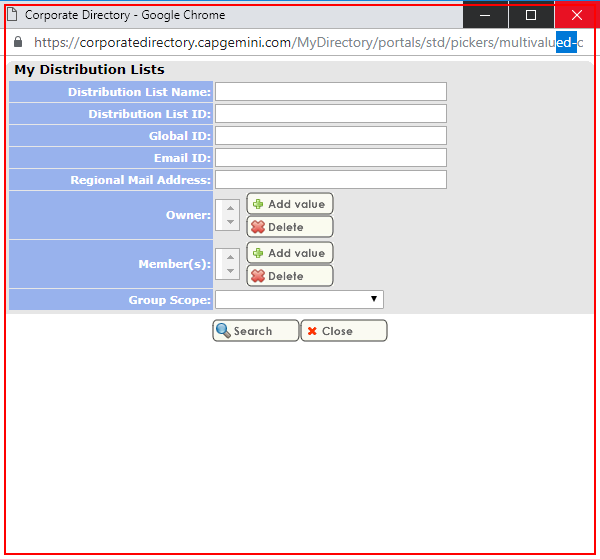 Corporate Directory - Google Chrome
https://corporatedirectory.capgemini.com/MyDirectory/portals/std/pickers/multivalued-c
My Distribution Lists
Distribution List Name:
Distribution List ID:
Global ID:
Email ID:
Regional Mail Address:
Owner:
Add value
Delete
Member(s):
Add value
Delete
Group Scope:
Search
Close